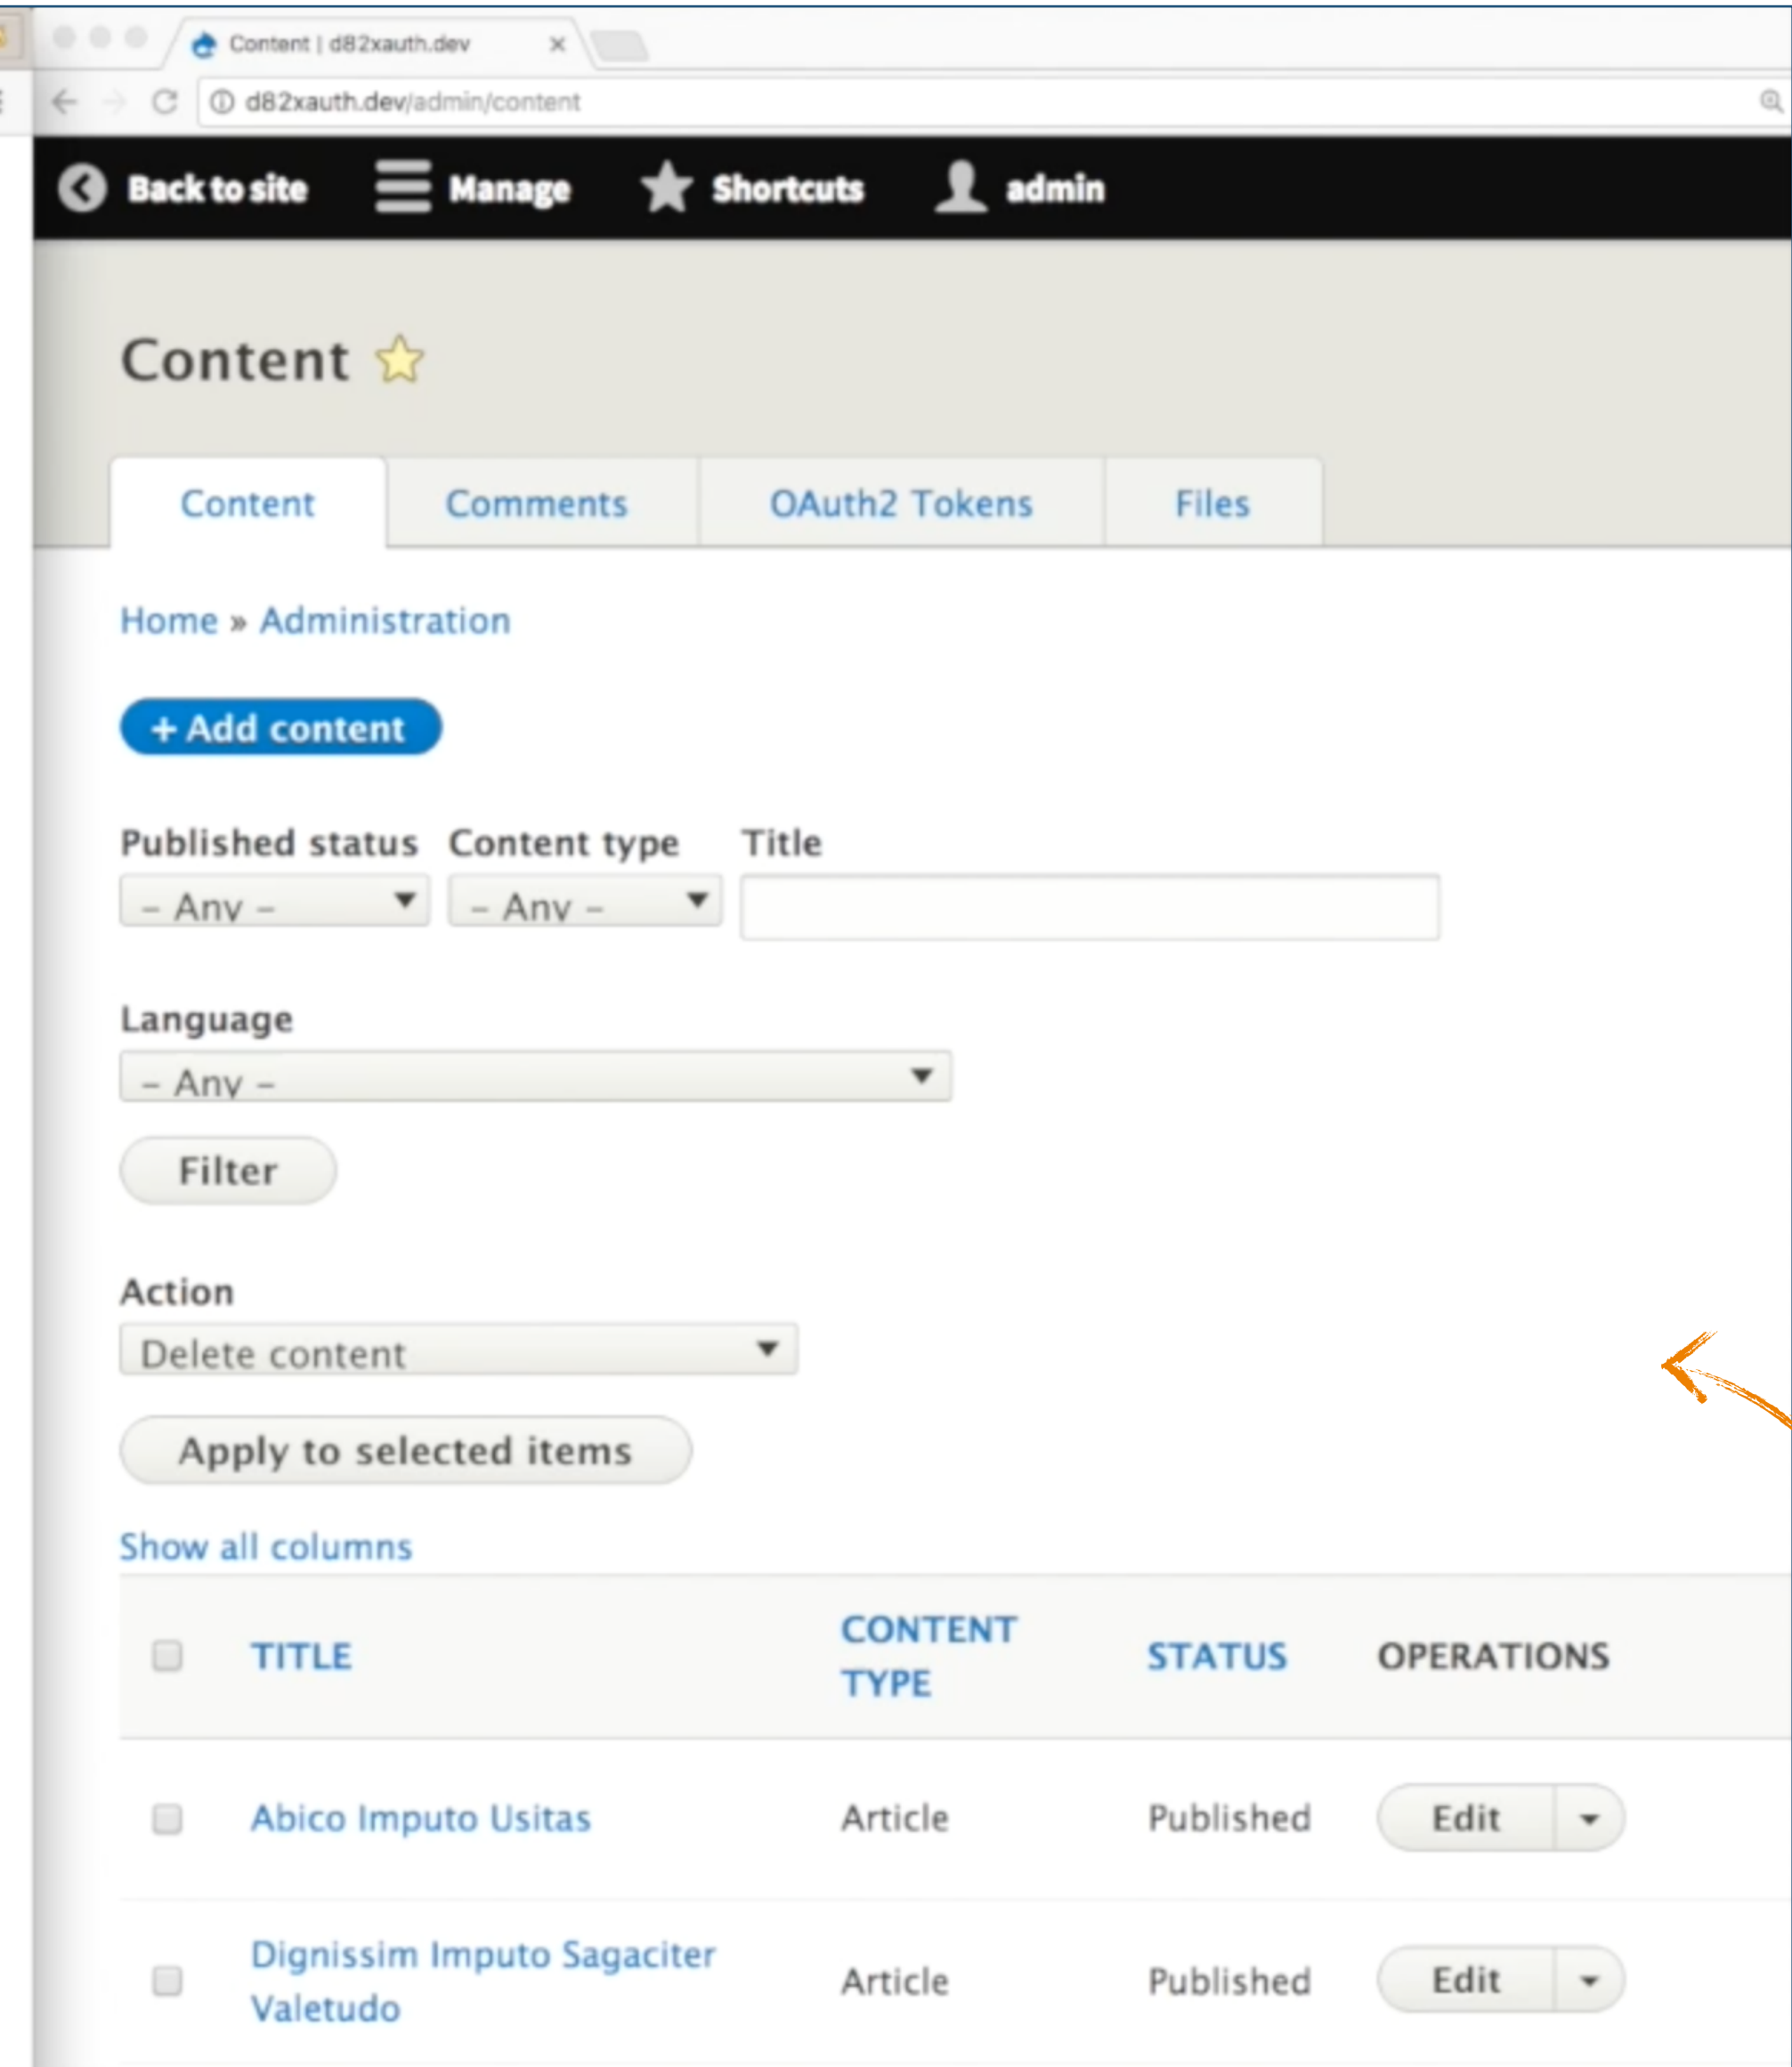 Content | d82xauth.dev
d82xauth.dev/admin/content
Back to site Manage Shortcuts admin
Content
Content Comments OAuth2 Tokens Files
Home » Administration
+ Add content
Published status Content type Title
– Any – – Any –
Language
– Any –
Filter
Action
Delete content
Apply to selected items
Show all columns
TITLE CONTENT TYPE STATUS OPERATIONS
Abico Imputo Usitas Article Published Edit
Dignissim Imputo Sagaciter
Valetudo Article Published Edit